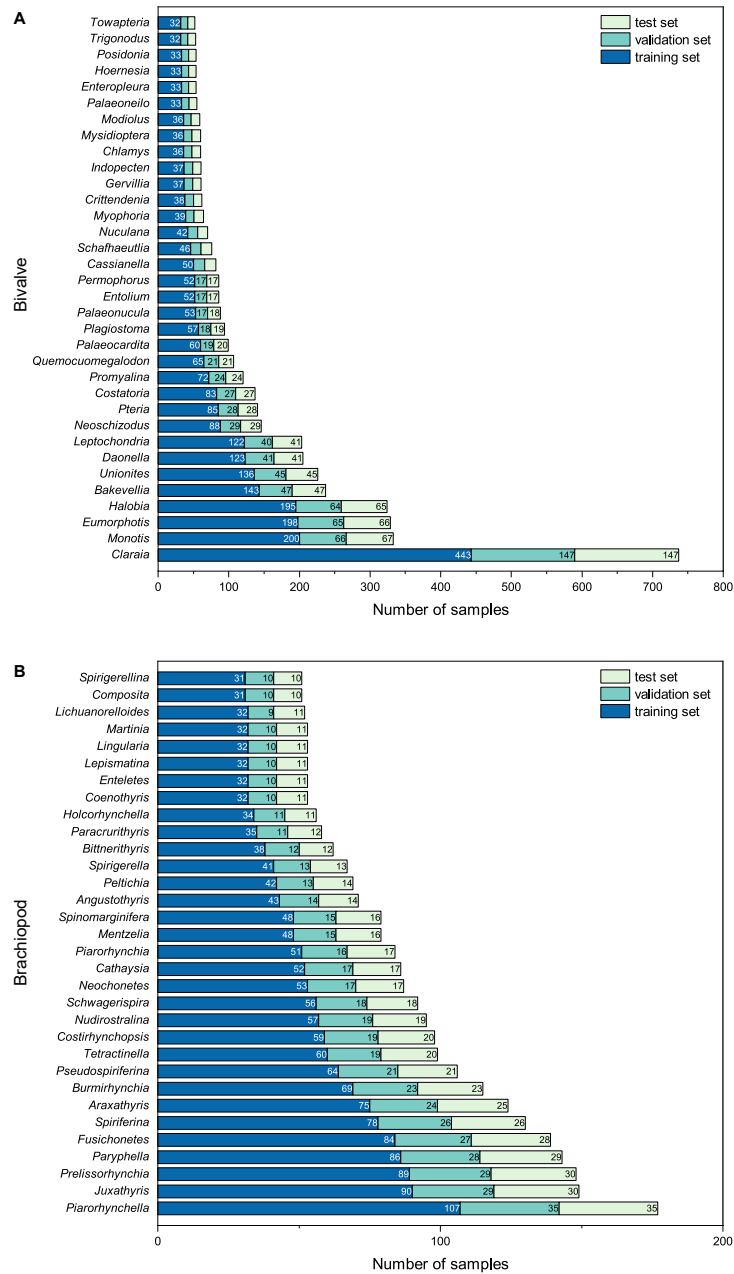 A
test set
validation set
training set
Bivalve
Towapteria 32
Trigonodus 32
Posidonia 33
Hoernesia 33
Enteropleura 33
Palaeoneilo 33
Modiolus 36
Mysidioptera 36
Chlamys 36
Indopecten 37
Gervillia 37
Crittendenia 38
Myophoria 39
Nuculana 42
Schafhaeutlia 46
Cassianella 50
Permophorus 52 17 17
Entolium 52 17 17
Palaeonucula 53 17 18
Plagiostoma 57 18 19
Palaeocardita 60 19 20
Quemocuomegalodon 65 21 21
Promyalina 72 24 24
Costatoria 83 27 27
Pteria 85 28 28
Neoschizodus 88 29 29
Leptochondria 122 40 41
Daonella 123 41 41
Unionites 136 45 45
Bakevellia 143 47 47
Halobia 195 64 65
Eumorphotis 198 65 66
Monotis 200 66 67
Claraia 443 147 147
0 100 200 300 400 500 600 700 800
Number of samples
B
test set
validation set
training set
Brachiopod
Spirigerellina 31 10 10
Composita 31 10 10
Lichuanorelloides 32 9 11
Martinia 32 10 11
Lingularia 32 10 11
Lepismatina 32 10 11
Enteletes 32 10 11
Coenothyris 32 10 11
Holcorhynchella 34 11 11
Paracrurithyris 35 11 12
Bittnerithyris 38 12 12
Spirigerella 41 13 13
Peltichia 42 13 14
Angustothyris 43 14 14
Spinomarginifera 48 15 16
Mentzelia 48 15 16
Piarorhynchia 51 16 17
Cathaysia 52 17 17
Neochonetes 53 17 17
Schwagerispira 56 18 18
Nudirostralina 57 19 19
Costirhynchopsis 59 19 20
Tetractinella 60 19 20
Pseudospiriferina 64 21 21
Burmirhynchia 69 23 23
Araxathyris 75 24 25
Spiriferina 78 26 26
Fusichonetes 84 27 28
Paryphella 86 28 29
Prelissorhynchia 89 29 30
Juxathyris 90 29 30
Piarorhynchella 107 35 35
0 100 200
Number of samples